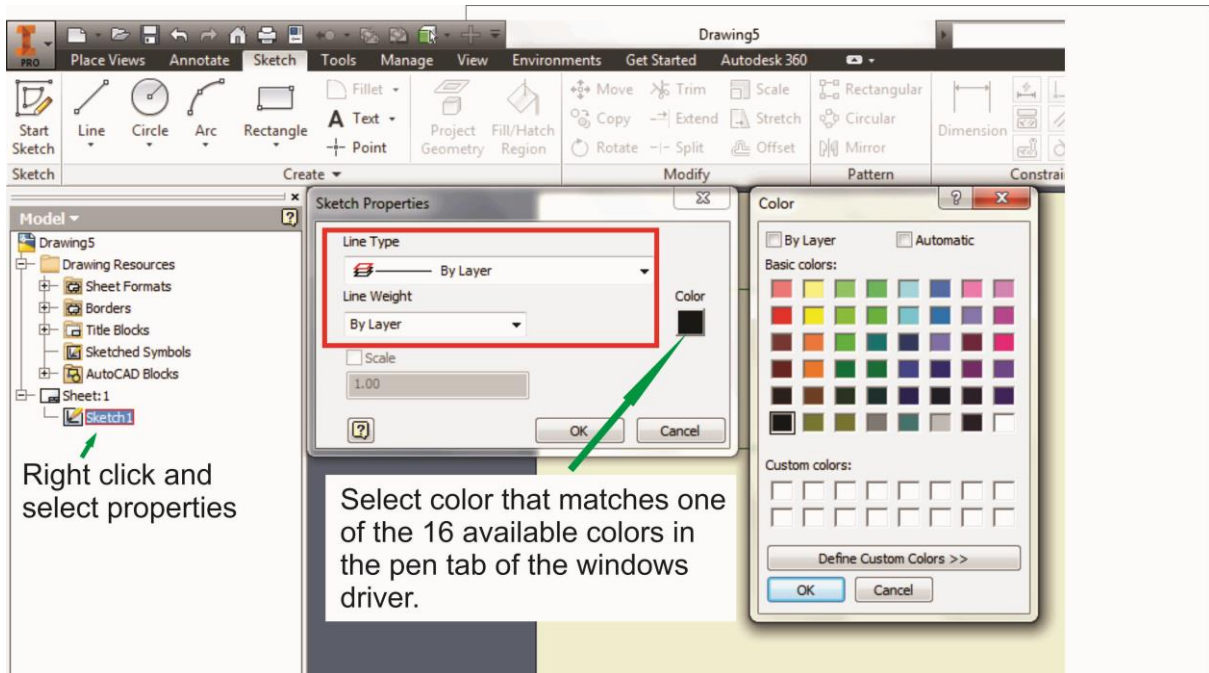 Drawing5
PRO
Place Views Annotate Sketch Tools Manage View Environments Get Started Autodesk 360
Start Sketch
Line
Circle
Arc
Rectangle
Fillet
Text
Point
Project Geometry
Fill/Hatch Region
Move Trim Scale
Copy Extend Stretch
Rotate Split Offset
Rectangular
Circular
Mirror
Dimension
Sketch
Create
Modify
Pattern
Model
Drawing5
Drawing Resources
Sheet Formats
Borders
Title Blocks
Sketched Symbols
AutoCAD Blocks
Sheet:1
Sketch1
Right click and
select properties
Sketch Properties
Line Type
By Layer
Line Weight
By Layer
Color
Scale
1.00
OK
Cancel
Select color that matches one
of the 16 available colors in
the pen tab of the windows
driver.
Color
By Layer
Automatic
Basic colors:
Custom colors:
Define Custom Colors >>
OK
Cancel